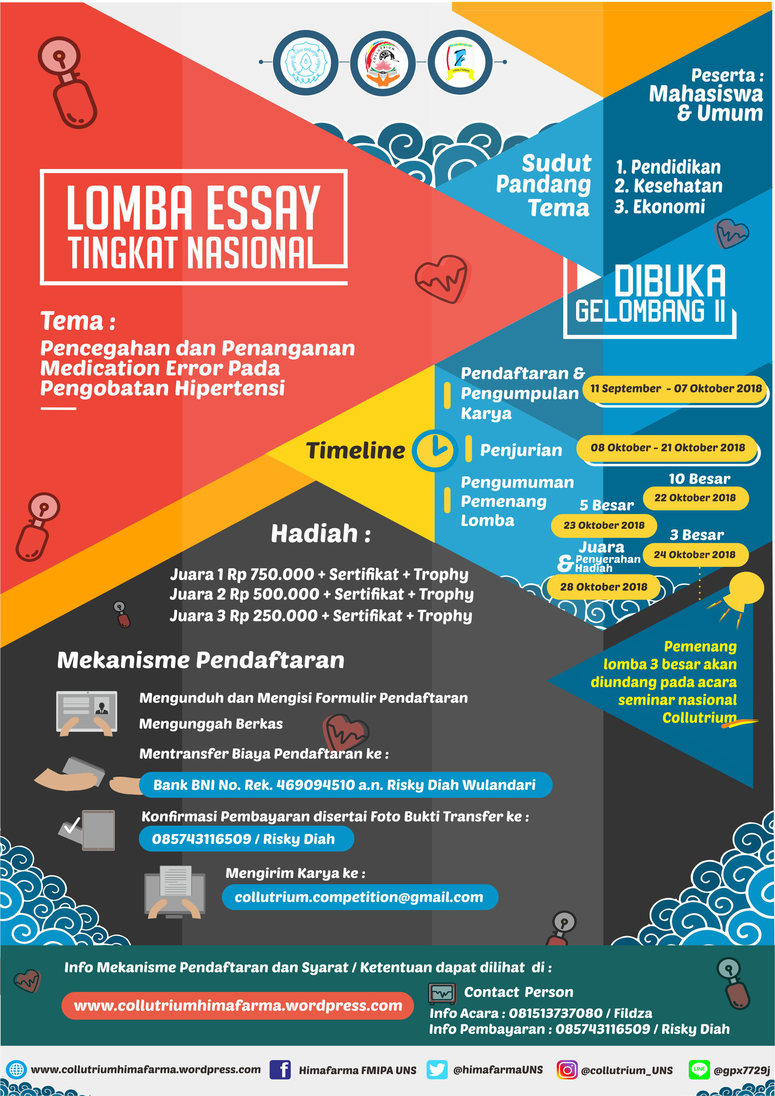 Peserta :
Mahasiswa
& Umum
Sudut
Pandang
Tema
1. Pendidikan
2. Kesehatan
3. Ekonomi
LOMBA ESSAY
TINGKAT NASIONAL
DIBUKA
GELOMBANG II
Tema :
Pencegahan dan Penanganan
Medication Error Pada
Pengobatan Hipertensi
Timeline
Pendaftaran &
Pengumpulan
Karya
11 September - 07 Oktober 2018
Penjurian
08 Oktober - 21 Oktober 2018
Pengumuman
Pemenang
Lomba
10 Besar
22 Oktober 2018
5 Besar
23 Oktober 2018
3 Besar
24 Oktober 2018
Juara
& Penyerahan
Hadiah
28 Oktober 2018
Hadiah :
Juara 1 Rp 750.000 + Sertifikat + Trophy
Juara 2 Rp 500.000 + Sertifikat + Trophy
Juara 3 Rp 250.000 + Sertifikat + Trophy
Pemenang
lomba 3 besar akan
diundang pada acara
seminar nasional
Collutrium
Mekanisme Pendaftaran
Mengunduh dan Mengisi Formulir Pendaftaran
Mengunggah Berkas
Mentransfer Biaya Pendaftaran ke :
Bank BNI No. Rek. 469094510 a.n. Risky Diah Wulandari
Konfirmasi Pembayaran disertai Foto Bukti Transfer ke :
085743116509 / Risky Diah
Mengirim Karya ke :
collutrium.competition@gmail.com
Info Mekanisme Pendaftaran dan Syarat / Ketentuan dapat dilihat di :
www.collutriumhimafarma.wordpress.com
Contact Person
Info Acara : 081513737080 / Fildza
Info Pembayaran : 085743116509 / Risky Diah
www.collutriumhimafarma.wordpress.com
Himafarma FMIPA UNS
@himafarmaUNS
@collutrium_UNS
LINE
@gpx7729j